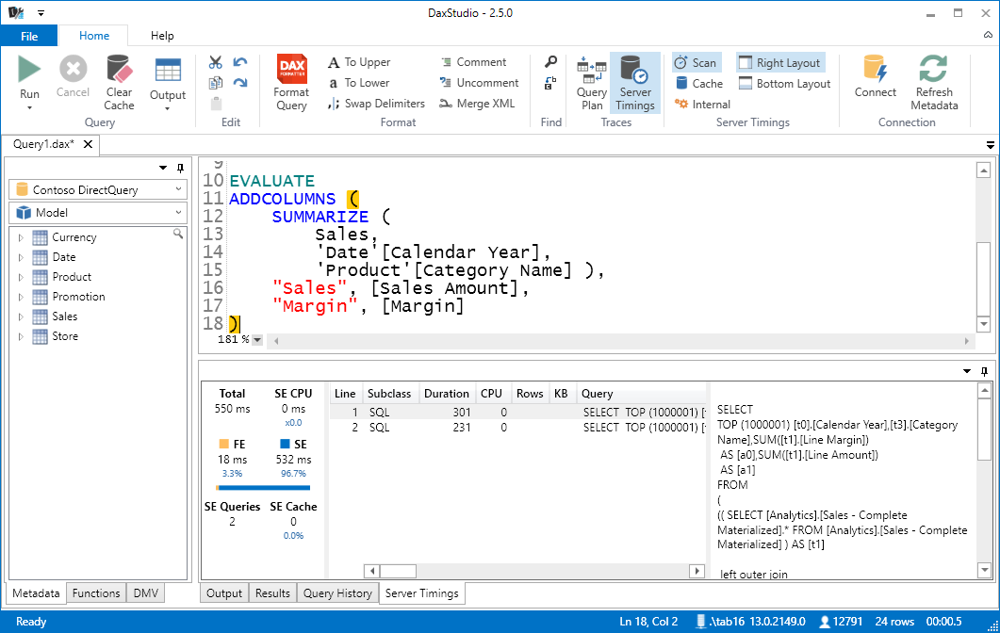 DaxStudio - 2.5.0
File
Home
Help
Run
Cancel
Clear Cache
Output
Query
Edit
DAX
FORMATTER
Format Query
To Upper
To Lower
Swap Delimiters
Comment
Uncomment
Merge XML
Format
Find
Query Plan
Server Timings
Traces
Scan
Cache
Internal
Right Layout
Bottom Layout
Server Timings
Connect
Refresh Metadata
Connection
Query1.dax*
Contoso DirectQuery
Model
Currency
Date
Product
Promotion
Sales
Store
9
10 EVALUATE
11 ADDCOLUMNS (
12 SUMMARIZE (
13 Sales,
14 'Date'[Calendar Year],
15 'Product'[Category Name] ),
16 "Sales", [Sales Amount],
17 "Margin", [Margin]
18 )
181 %
Total SE CPU
550 ms 0 ms
x0.0
FE SE
18 ms 532 ms
3.3% 96.7%
SE Queries SE Cache
2 0
0.0%
Line Subclass Duration CPU Rows KB Query
1 SQL 301 0 SELECT TOP (1000001) [
2 SQL 231 0 SELECT TOP (1000001) [
SELECT
TOP (1000001) [t0].[Calendar Year],[t3].[Category
Name],SUM([t1].[Line Margin])
AS [a0],SUM([t1].[Line Amount])
AS [a1]
FROM
(
(( SELECT [Analytics].[Sales - Complete
Materialized].* FROM [Analytics].[Sales - Complete
Materialized] ) AS [t1]
left outer join
Metadata Functions DMV
Output Results Query History Server Timings
Ready
Ln 18, Col 2 .\tab16 13.0.2149.0 12791 24 rows 00:00.5